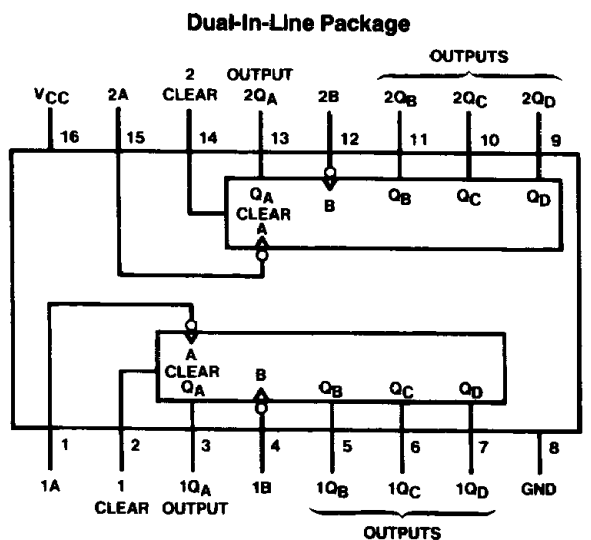 Dual-In-Line Package
OUTPUTS
2 OUTPUT
VCC 2A CLEAR 2QA 2B 2QB 2QC 2QD
16 15 14 13 12 11 10 9
QA B QB QC QD
CLEAR
A
A
CLEAR
QA B QB QC QD
1 2 3 4 5 6 7 8
1A 1 1QA 1B 1QB 1QC 1QD GND
CLEAR OUTPUT
OUTPUTS